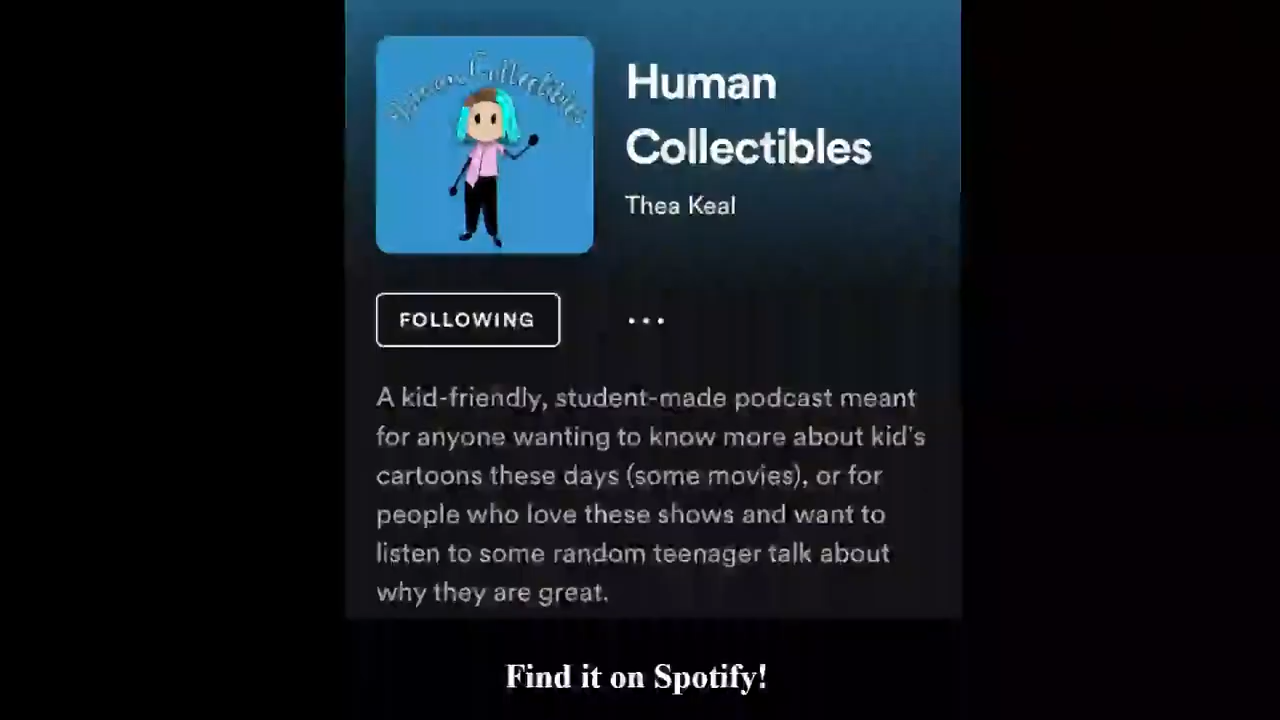 Human Collectibles
Human
Collectibles
Thea Keal
FOLLOWING
A kid-friendly, student-made podcast meant
for anyone wanting to know more about kid's
cartoons these days (some movies), or for
people who love these shows and want to
listen to some random teenager talk about
why they are great.
Find it on Spotify!